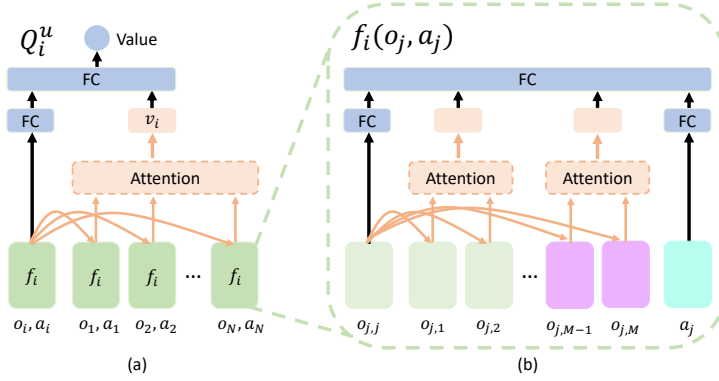 Q_i^u
Value
FC
FC
v_i
Attention
f_i f_i f_i ... f_i
o_i, a_i o_1, a_1 o_2, a_2 o_N, a_N
(a)
f_i(o_j, a_j)
FC
FC FC
Attention Attention
...
o_{j,j} o_{j,1} o_{j,2} o_{j,M−1} o_{j,M} a_j
(b)